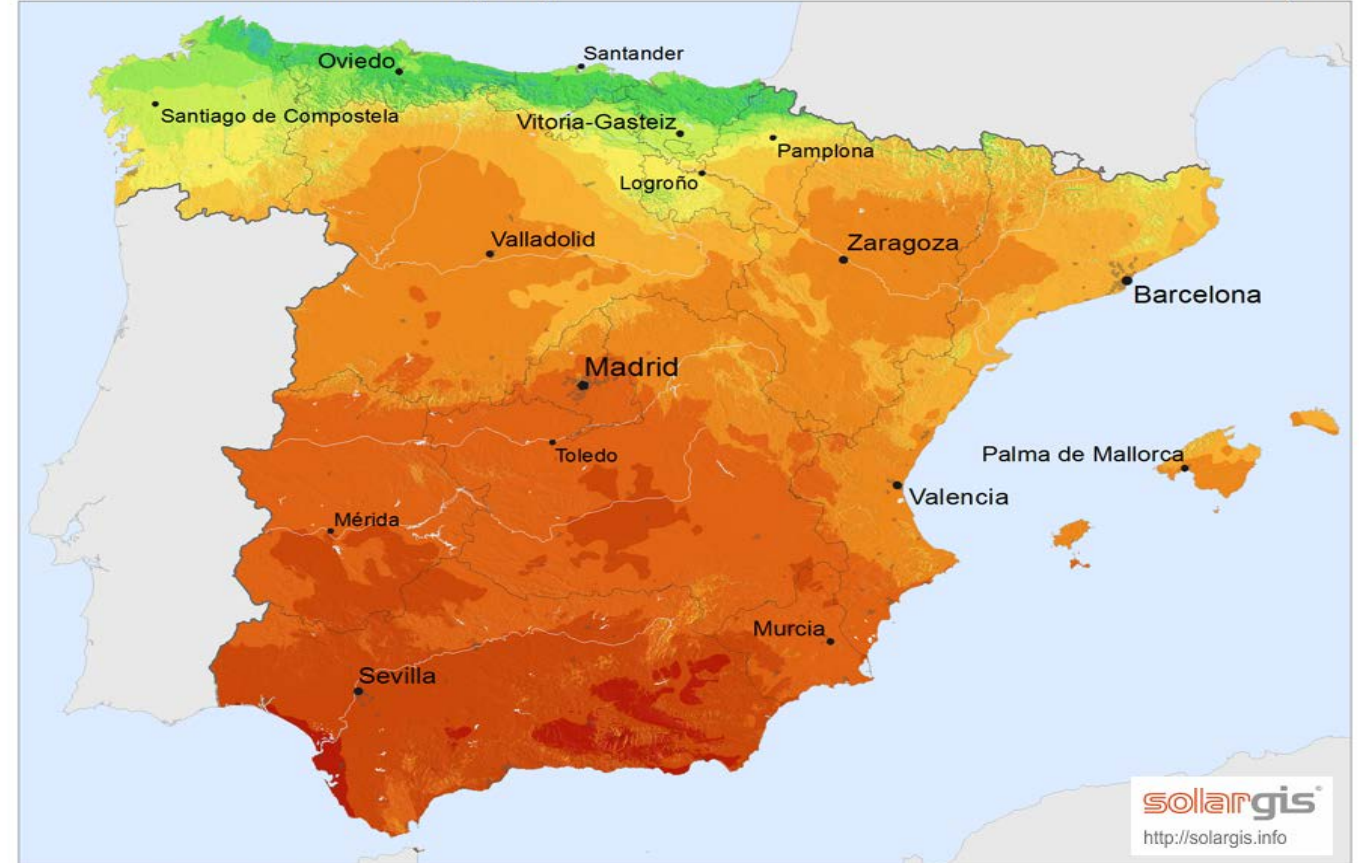 Santander
Oviedo
Santiago de Compostela
Vitoria-Gasteiz
Pamplona
Logroño
Valladolid
Zaragoza
Barcelona
Madrid
Toledo
Palma de Mallorca
Valencia
Mérida
Murcia
Sevilla
solargis
http://solargis.info